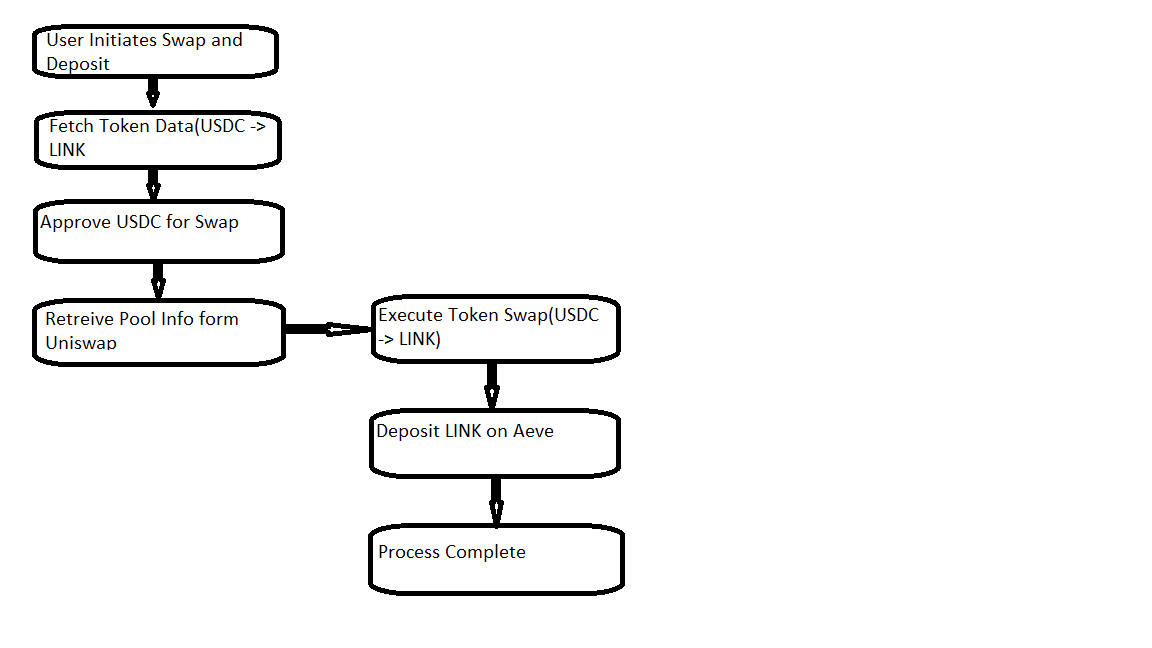 User Initiates Swap and
Deposit
Fetch Token Data(USDC ->
LINK
Approve USDC for Swap
Retreive Pool Info form
Uniswap
Execute Token Swap(USDC
-> LINK)
Deposit LINK on Aeve
Process Complete